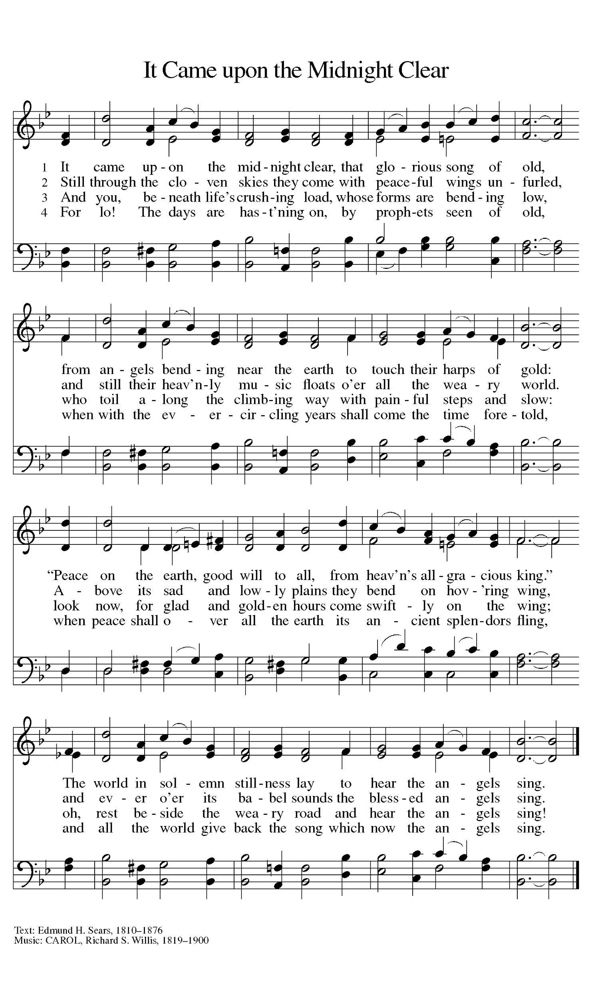 It Came upon the Midnight Clear
1 It came up - on the mid - night clear, that glo - rious song of old,
2 Still through the clo - ven skies they come with peace - ful wings un - furled,
3 And you, be - neath life’s crush - ing load, whose forms are bend - ing low,
4 For lo! The days are has - t’ning on, by proph - ets seen of old,
from an - gels bend - ing near the earth to touch their harps of gold:
and still their heav’n - ly mu - sic floats o’er all the wea - ry world.
who toil a - long the climb - ing way with pain - ful steps and slow:
when with the ev - er - cir - cling years shall come the time fore - told,
“Peace on the earth, good will to all, from heav’n’s all - gra - cious king.”
A - bove its sad and low - ly plains they bend on hov - ’ring wing,
look now, for glad and gold - en hours come swift - ly on the wing;
when peace shall o - ver all the earth its an - cient splen - dors fling,
The world in sol - emn still - ness lay to hear the an - gels sing.
and ev - er o’er its ba - bel sounds the bless - ed an - gels sing.
oh, rest be - side the wea - ry road and hear the an - gels sing!
and all the world give back the song which now the an - gels sing.
Text: Edmund H. Sears, 1810–1876
Music: CAROL, Richard S. Willis, 1819–1900